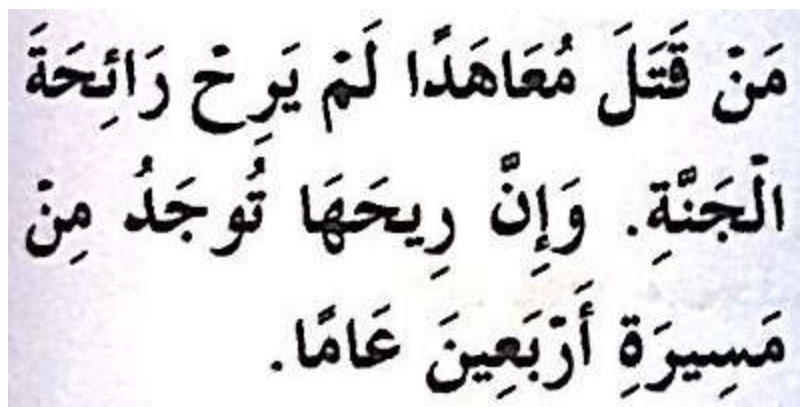 مَنْ قَتَلَ مُعَاهَدًا لَمْ يَرِحْ رَائِحَةَ
الْجَنَّةِ. وَإِنَّ رِيحَهَا تُوجَدُ مِنْ
مَسِيرَةِ أَرْبَعِينَ عَامًا.